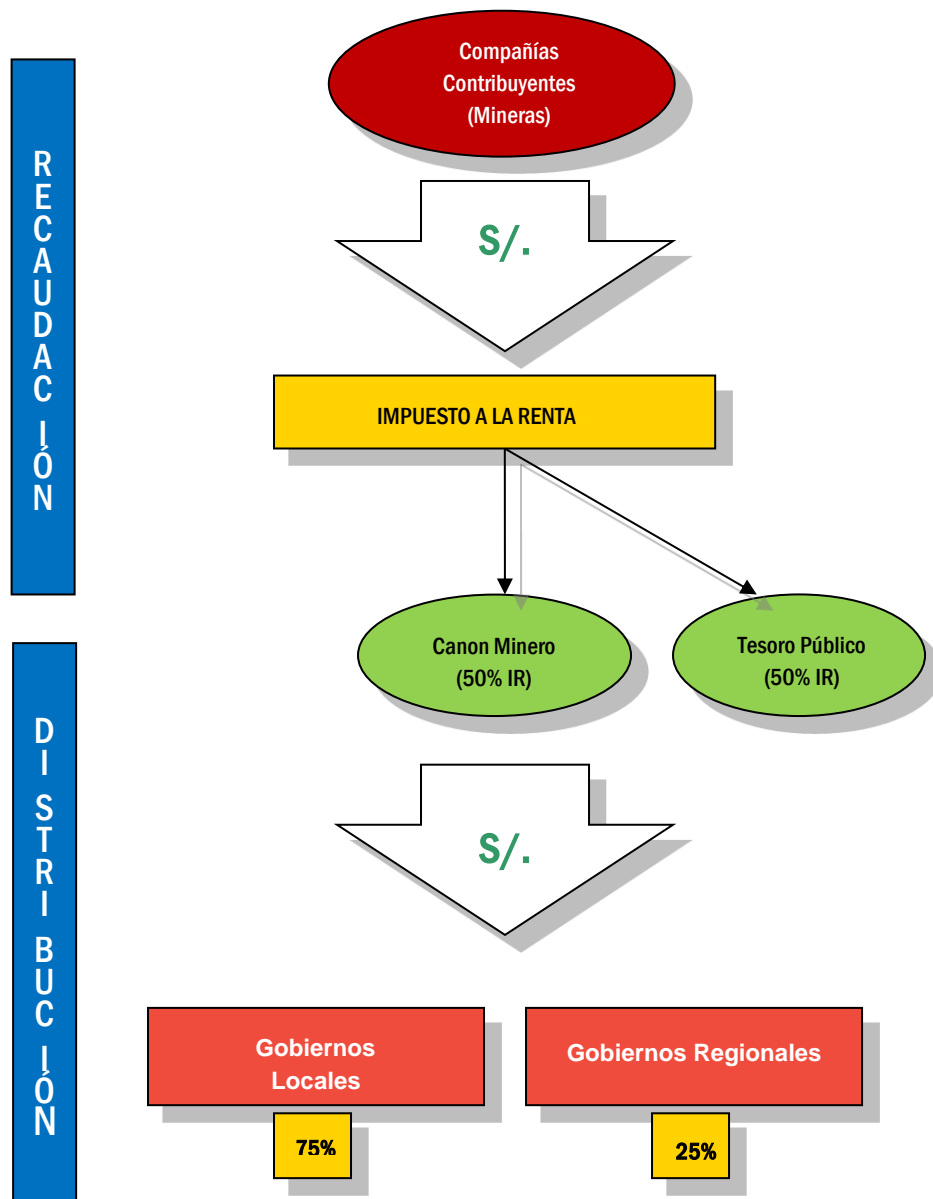 RECAUDACIÓN
Compañías
Contribuyentes
(Mineras)
S/.
IMPUESTO A LA RENTA
Canon Minero
(50% IR)
Tesoro Público
(50% IR)
DISTRIBUCIÓN
S/.
Gobiernos
Locales
75%
Gobiernos Regionales
25%